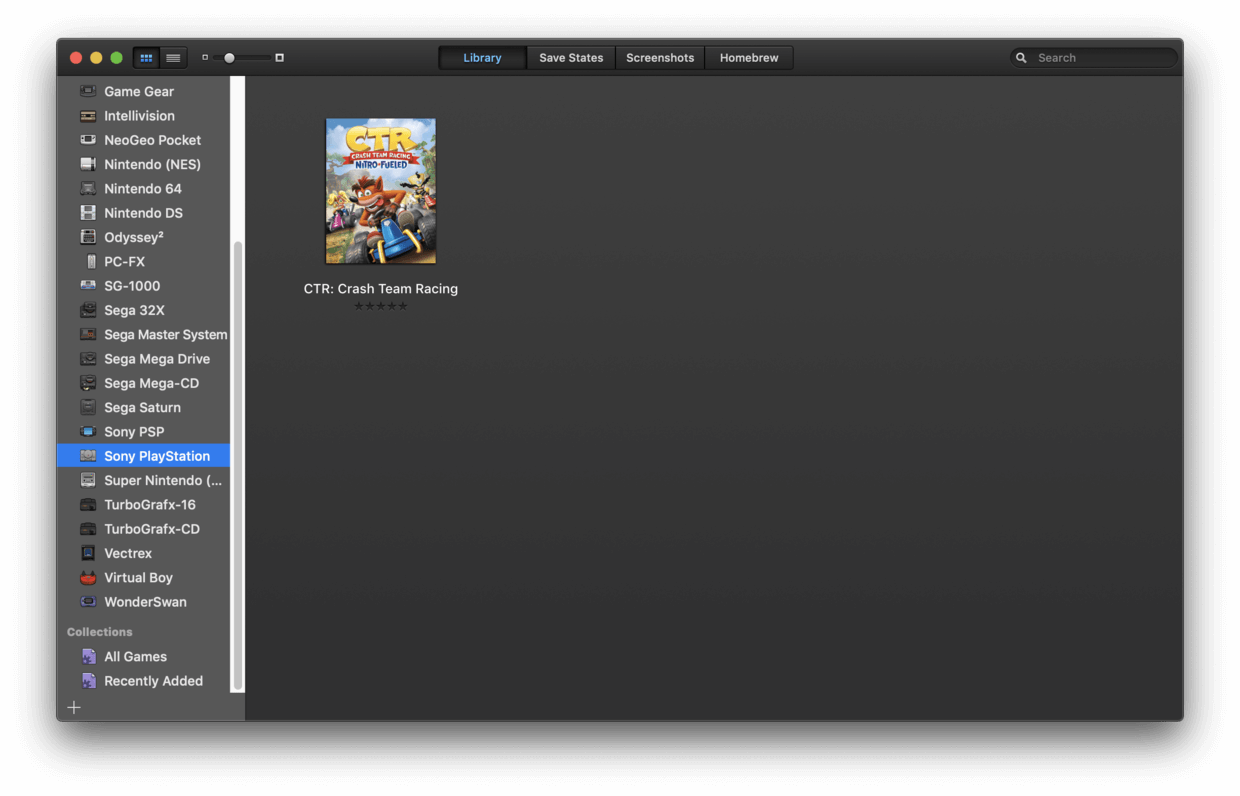 Library
Save States
Screenshots
Homebrew
Search
Game Gear
Intellivision
NeoGeo Pocket
Nintendo (NES)
Nintendo 64
Nintendo DS
Odyssey²
PC-FX
SG-1000
Sega 32X
Sega Master System
Sega Mega Drive
Sega Mega-CD
Sega Saturn
Sony PSP
Sony PlayStation
Super Nintendo (...
TurboGrafx-16
TurboGrafx-CD
Vectrex
Virtual Boy
WonderSwan
Collections
All Games
Recently Added
CTR
CRASH TEAM RACING
NITRO-FUELED
CTR: Crash Team Racing